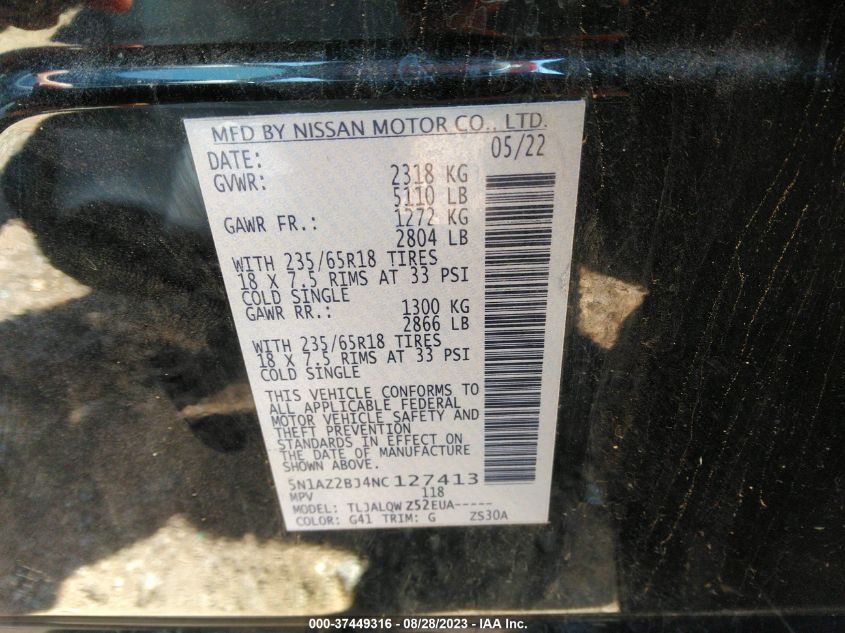 MFD BY NISSAN MOTOR CO., LTD.
DATE: 05/22
GVWR: 2318 KG
5110 LB
GAWR FR.: 1272 KG
2804 LB
WITH 235/65R18 TIRES
18 X 7.5 RIMS AT 33 PSI
COLD SINGLE
GAWR RR.: 1300 KG
2866 LB
WITH 235/65R18 TIRES
18 X 7.5 RIMS AT 33 PSI
COLD SINGLE
THIS VEHICLE CONFORMS TO
ALL APPLICABLE FEDERAL
MOTOR VEHICLE SAFETY AND
THEFT PREVENTION
STANDARDS IN EFFECT ON
THE DATE OF MANUFACTURE
SHOWN ABOVE.
5N1AZ2BJ4NC127413
MPV 118
MODEL: TLJALQWZ52EUA-----
COLOR: G41 TRIM: G ZS30A
000-37449316 - 08/28/2023 - IAA Inc.